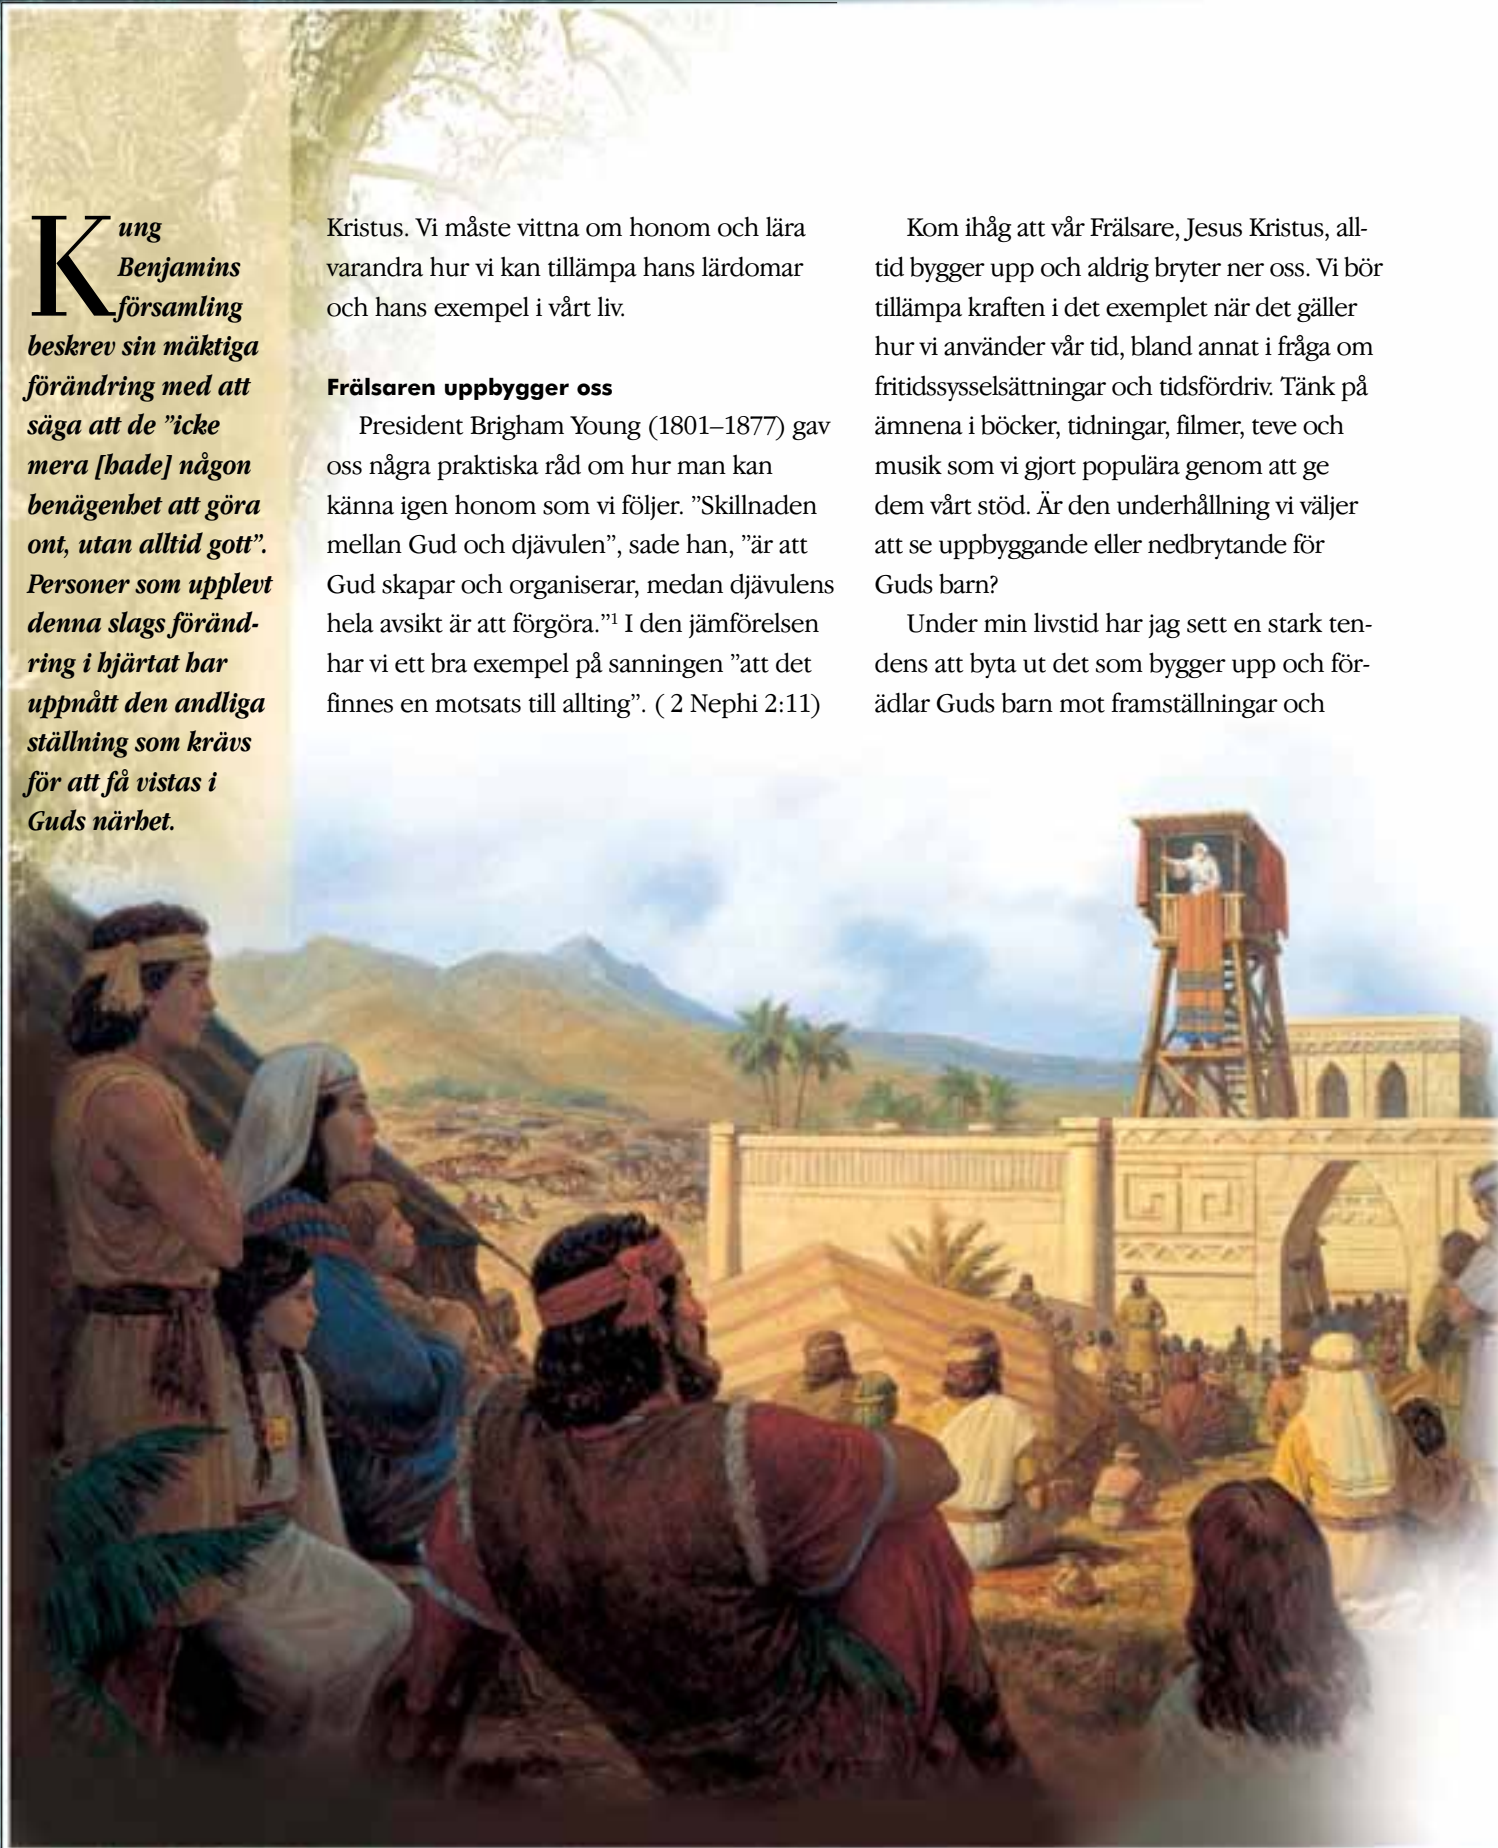 Kung
Benjamins
församling
beskrev sin mäktiga
förändring med att
säga att de ”icke
mera [hade] någon
benägenhet att göra
ont, utan alltid gott”.
Personer som upplevt
denna slags föränd-
ring i hjärtat har
uppnått den andliga
ställning som krävs
för att få vistas i
Guds närhet.
Kristus. Vi måste vittna om honom och lära
varandra hur vi kan tillämpa hans lärdomar
och hans exempel i vårt liv.
Frälsaren uppbygger oss
President Brigham Young (1801–1877) gav
oss några praktiska råd om hur man kan
känna igen honom som vi följer. ”Skillnaden
mellan Gud och djävulen”, sade han, ”är att
Gud skapar och organiserar, medan djävulens
hela avsikt är att förgöra.”¹ I den jämförelsen
har vi ett bra exempel på sanningen ”att det
finnes en motsats till allting”. ( 2 Nephi 2:11)
Kom ihåg att vår Frälsare, Jesus Kristus, all-
tid bygger upp och aldrig bryter ner oss. Vi bör
tillämpa kraften i det exemplet när det gäller
hur vi använder vår tid, bland annat i fråga om
fritidssysselsättningar och tidsfördriv. Tänk på
ämnena i böcker, tidningar, filmer, teve och
musik som vi gjort populära genom att ge
dem vårt stöd. Är den underhållning vi väljer
att se uppbyggande eller nedbrytande för
Guds barn?
Under min livstid har jag sett en stark ten-
dens att byta ut det som bygger upp och för-
ädlar Guds barn mot framställningar och